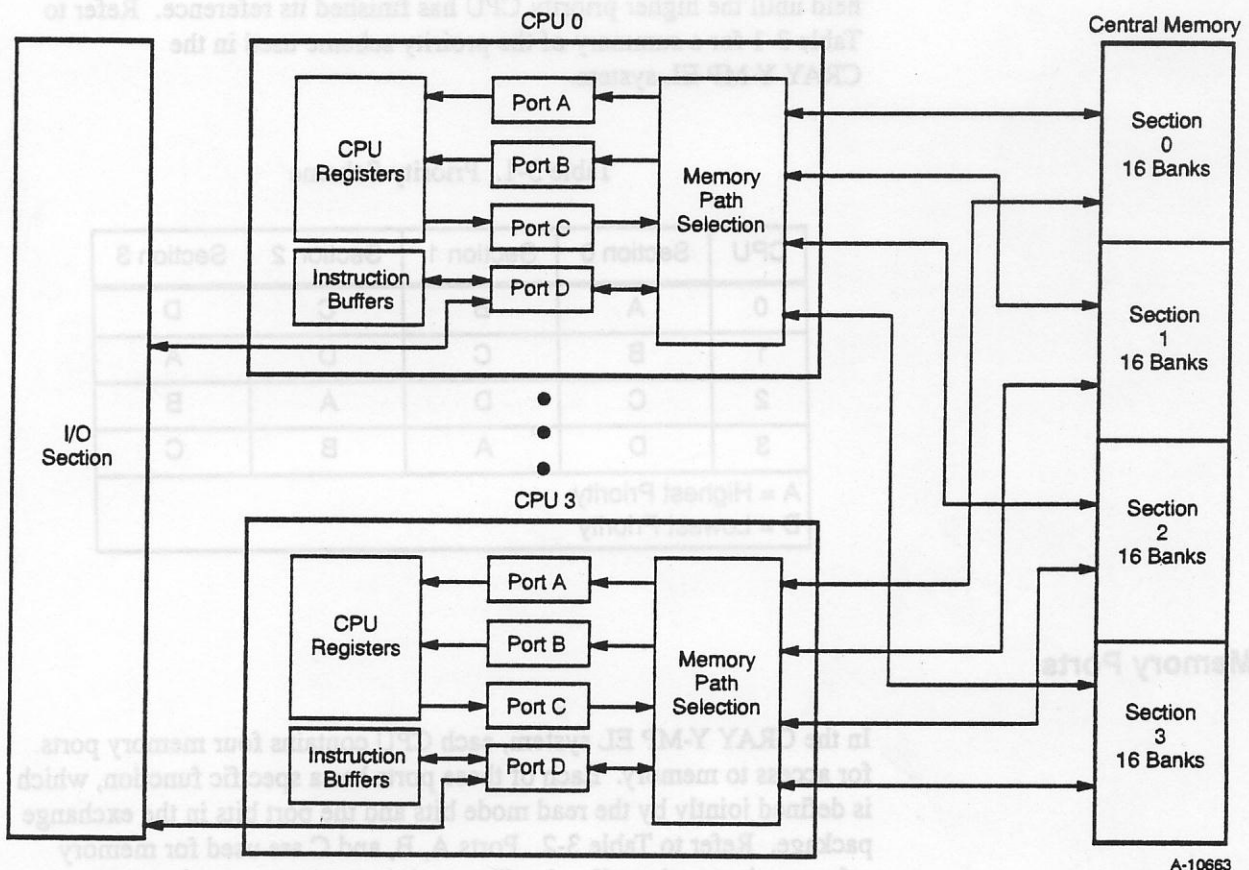 held until the higher priority CPU has finished its reference. Refer to
Table 3-1 for a summary of the priority scheme used in the
CRAY Y-MP EL system.
CPU 0
Central Memory
CPU
Registers
Port A
Port B
Port C
Port D
Instruction
Buffers
Memory
Path
Selection
Section
0
16 Banks
Section
1
16 Banks
Section
2
16 Banks
Section
3
16 Banks
Table 3-1. Priority
CPU Section 0 Section 1 Section 2 Section 3
0 A B C D
1 B C D A
2 C D A B
3 D A B C
A = Highest Priority
D = Lowest Priority
I/O
Section
CPU 3
CPU
Registers
Port A
Port B
Port C
Port D
Instruction
Buffers
Memory
Path
Selection
Memory Ports
In the CRAY Y-MP EL system, each CPU contains four memory ports
for access to memory. Each of these ports has a specific function, which
is defined jointly by the read mode bits and the port bits in the exchange
package. Refer to Table 3-2. Ports A, B, and C are used for memory
A-10663